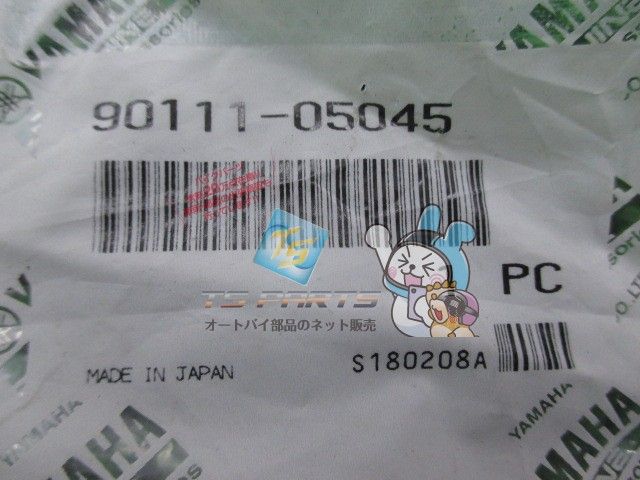 YAMAHA
90111-05045
PC
TS
TS PARTS
オートバイ部品のネット販売
S180208A
MADE IN JAPAN
YAMAHA
YAMAHA